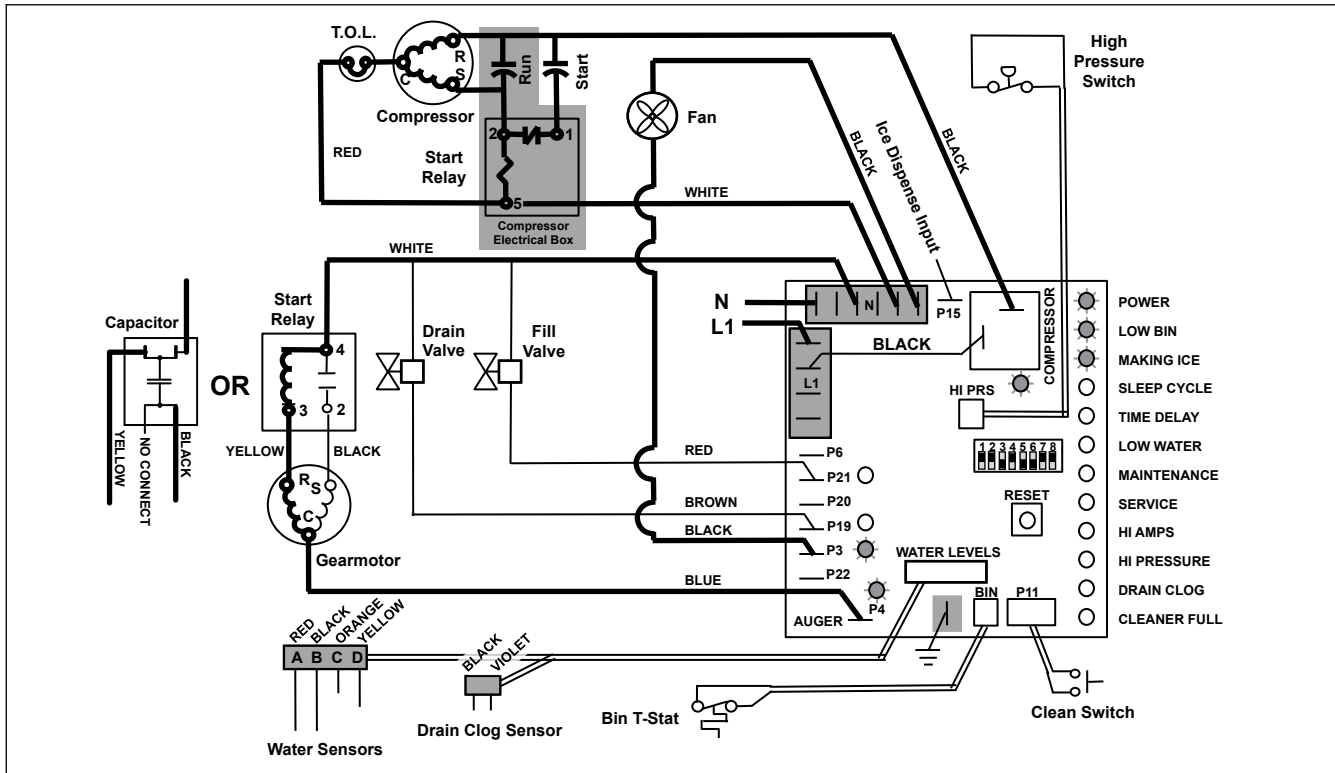 T.O.L.
R
S
C
Compressor
Run
Start
RED
2
1
Start
Relay
5
Compressor
Electrical Box
WHITE
Fan
BLACK
Ice Dispense Input
BLACK
High
Pressure
Switch
WHITE
Capacitor
YELLOW
NO CONNECT
BLACK
OR
Start
Relay
4
3
2
YELLOW
BLACK
R
S
C
Gearmotor
Drain
Valve
Fill
Valve
N
L1
N
P15
BLACK
L1
COMPRESSOR
HI PRS
1 2 3 4 5 6 7 8
RESET
RED
P6
P21
P20
BROWN
P19
BLACK
P3
P22
BLUE
P4
AUGER
WATER LEVELS
BIN
P11
POWER
LOW BIN
MAKING ICE
SLEEP CYCLE
TIME DELAY
LOW WATER
MAINTENANCE
SERVICE
HI AMPS
HI PRESSURE
DRAIN CLOG
CLEANER FULL
RED
BLACK
ORANGE
YELLOW
A B C D
Water Sensors
BLACK
VIOLET
Drain Clog Sensor
Bin T-Stat
Clean Switch